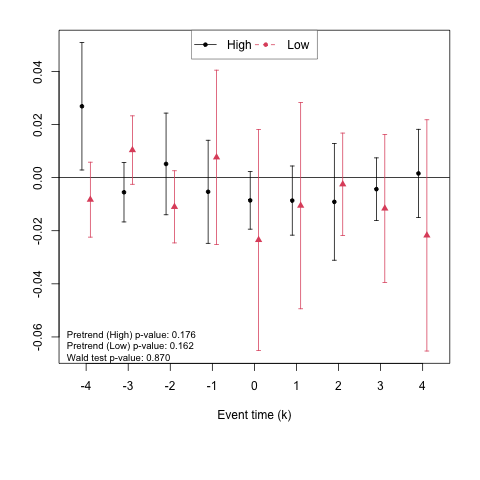 High Low
0.04
0.02
0.00
-0.02
-0.04
-0.06
Pretrend (High) p-value: 0.176
Pretrend (Low) p-value: 0.162
Wald test p-value: 0.870
-4 -3 -2 -1 0 1 2 3 4
Event time (k)